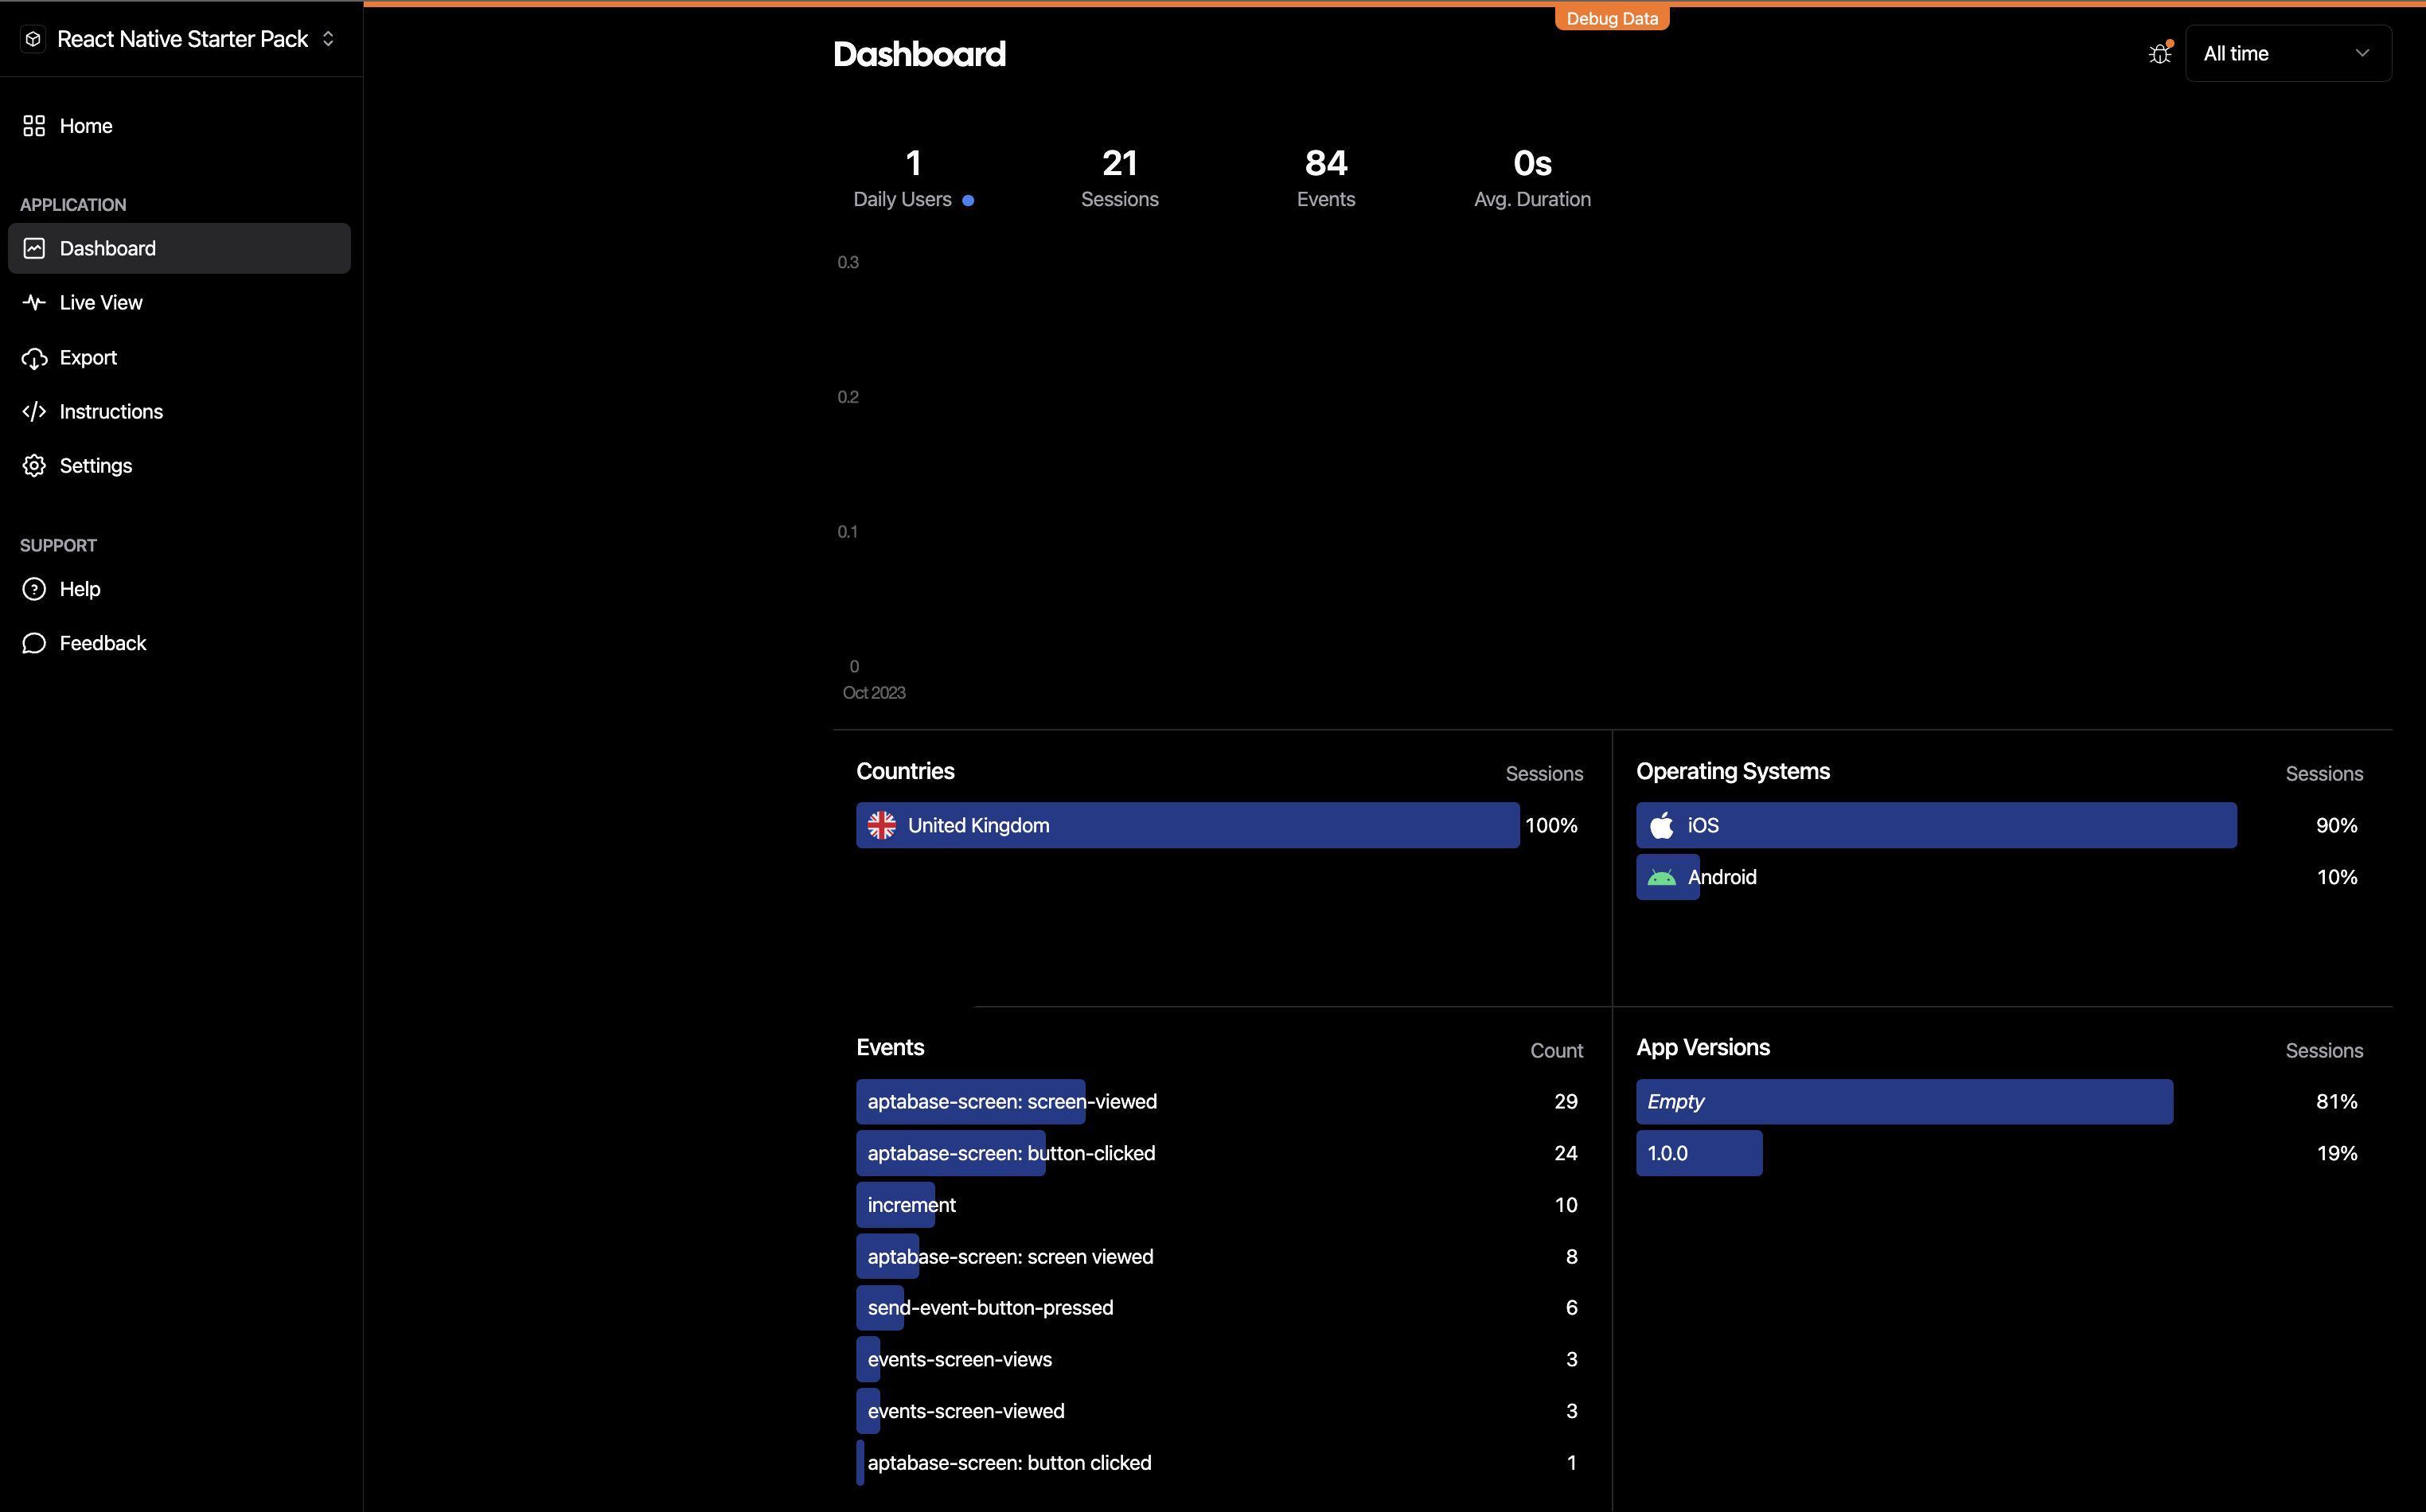 React Native Starter Pack
Home
APPLICATION
Dashboard
Live View
Export
Instructions
Settings
SUPPORT
Help
Feedback
Debug Data
Dashboard
All time
1
Daily Users
21
Sessions
84
Events
0s
Avg. Duration
0.3
0.2
0.1
0
Oct 2023
Countries Sessions
United Kingdom 100%
Operating Systems Sessions
iOS 90%
Android 10%
Events Count
aptabase-screen: screen-viewed 29
aptabase-screen: button-clicked 24
increment 10
aptabase-screen: screen viewed 8
send-event-button-pressed 6
events-screen-views 3
events-screen-viewed 3
aptabase-screen: button clicked 1
App Versions Sessions
Empty 81%
1.0.0 19%